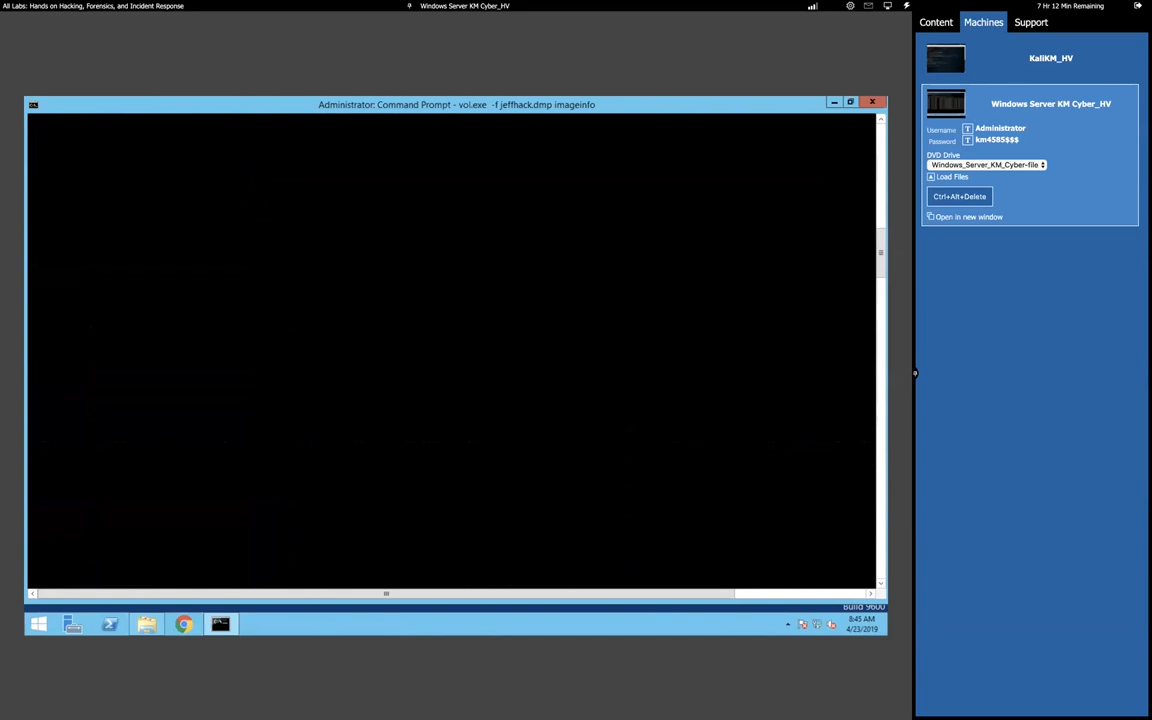 All Labs: Hands on Hacking, Forensics, and Incident Response
Windows Server KM Cyber_HV
7 Hr 12 Min Remaining
Content Machines Support
KaliKM_HV
Windows Server KM Cyber_HV
Username T Administrator
Password T km4585$$$
DVD Drive
Windows_Server_KM_Cyber-file
Load Files
Ctrl+Alt+Delete
Open in new window
Administrator: Command Prompt - vol.exe -f jeffhack.dmp imageinfo
Build 9600
8:45 AM
4/23/2019